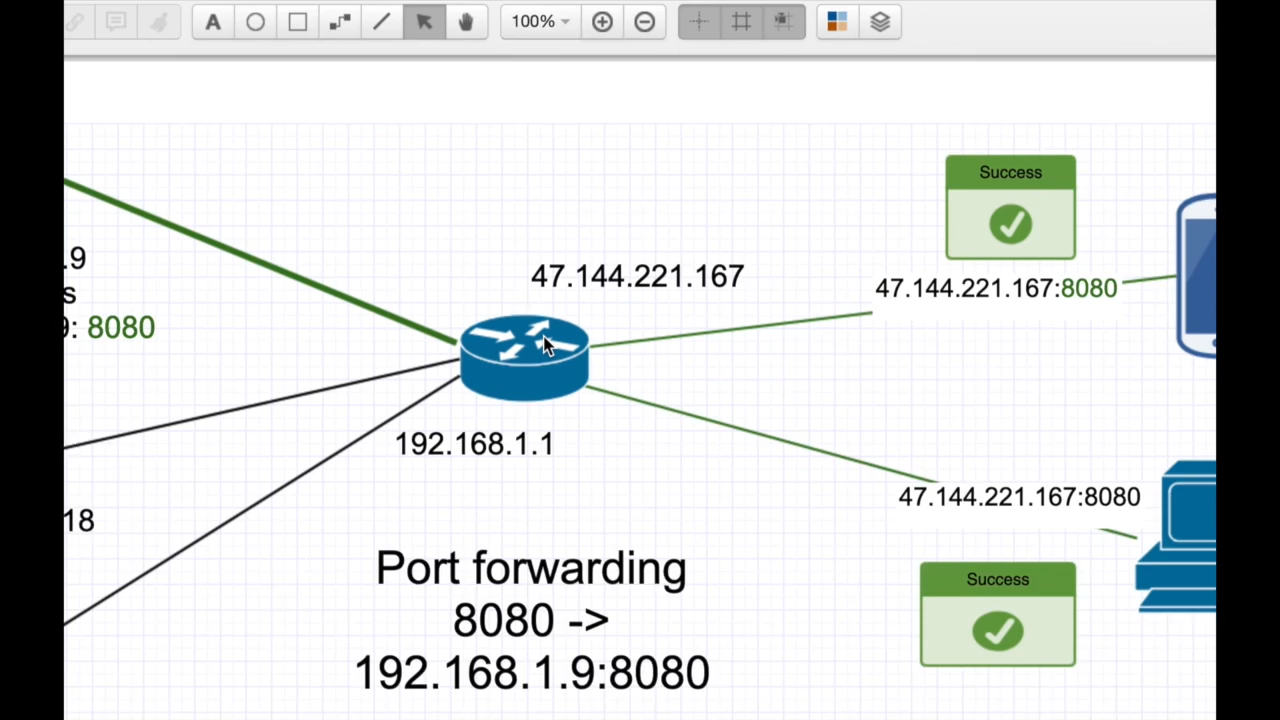 A
100%
Success
47.144.221.167
.9
47.144.221.167:8080
s
9: 8080
192.168.1.1
47.144.221.167:8080
18
Port forwarding
8080 ->
192.168.1.9:8080
Success